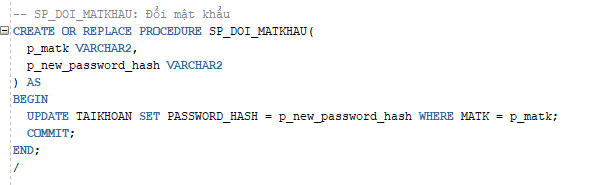 -- SP_DOI_MATKHAU: Đổi mật khẩu
CREATE OR REPLACE PROCEDURE SP_DOI_MATKHAU(
  p_matk VARCHAR2,
  p_new_password_hash VARCHAR2
) AS
BEGIN
  UPDATE TAIKHOAN SET PASSWORD_HASH = p_new_password_hash WHERE MATK = p_matk;
  COMMIT;
END;
/